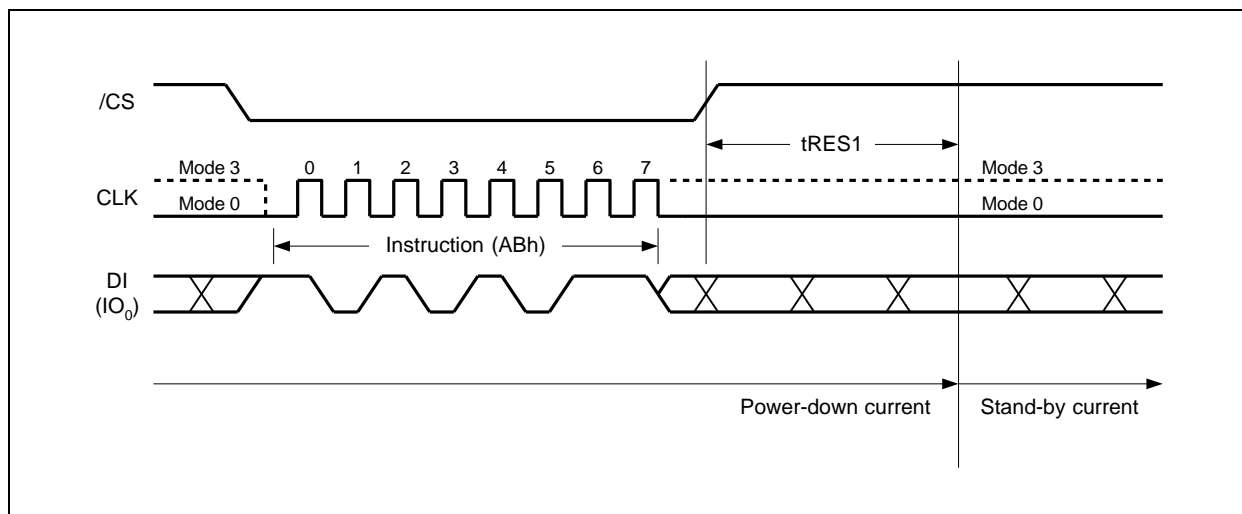 /CS
tRES1
Mode 3
0 1 2 3 4 5 6 7
Mode 3
CLK
Mode 0
Mode 0
Instruction (ABh)
DI
(IO0)
Power-down current
Stand-by current